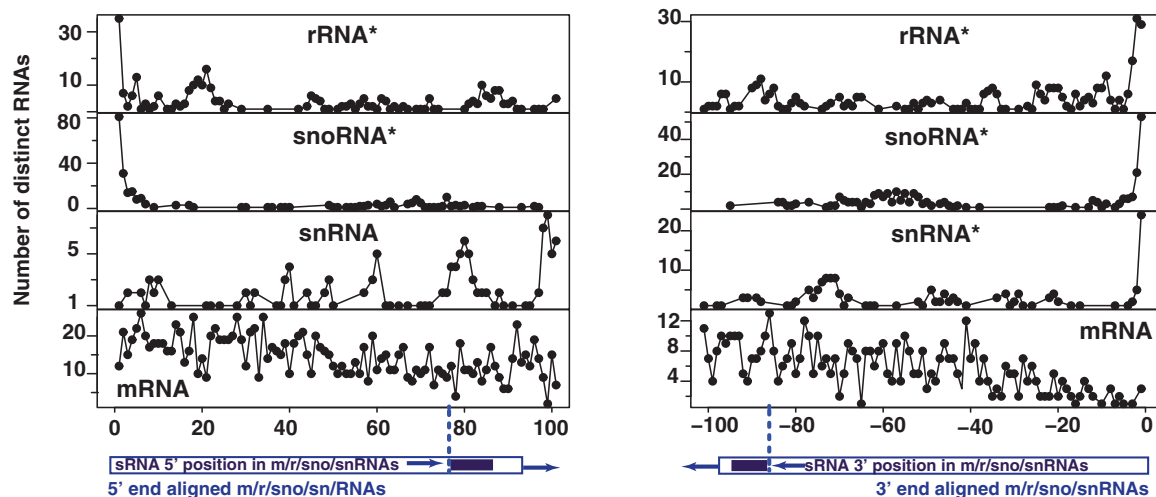 Number of distinct RNAs
30
10
rRNA*
80
40
0
snoRNA*
5
1
snRNA
20
10
mRNA
0 20 40 60 80 100
sRNA 5’ position in m/r/sno/snRNAs
5’ end aligned m/r/sno/sn/RNAs
30
10
rRNA*
40
20
snoRNA*
20
10
snRNA*
12
8
4
mRNA
−100 −80 −60 −40 −20 0
sRNA 3’ position in m/r/sno/snRNAs
3’ end aligned m/r/sno/snRNAs